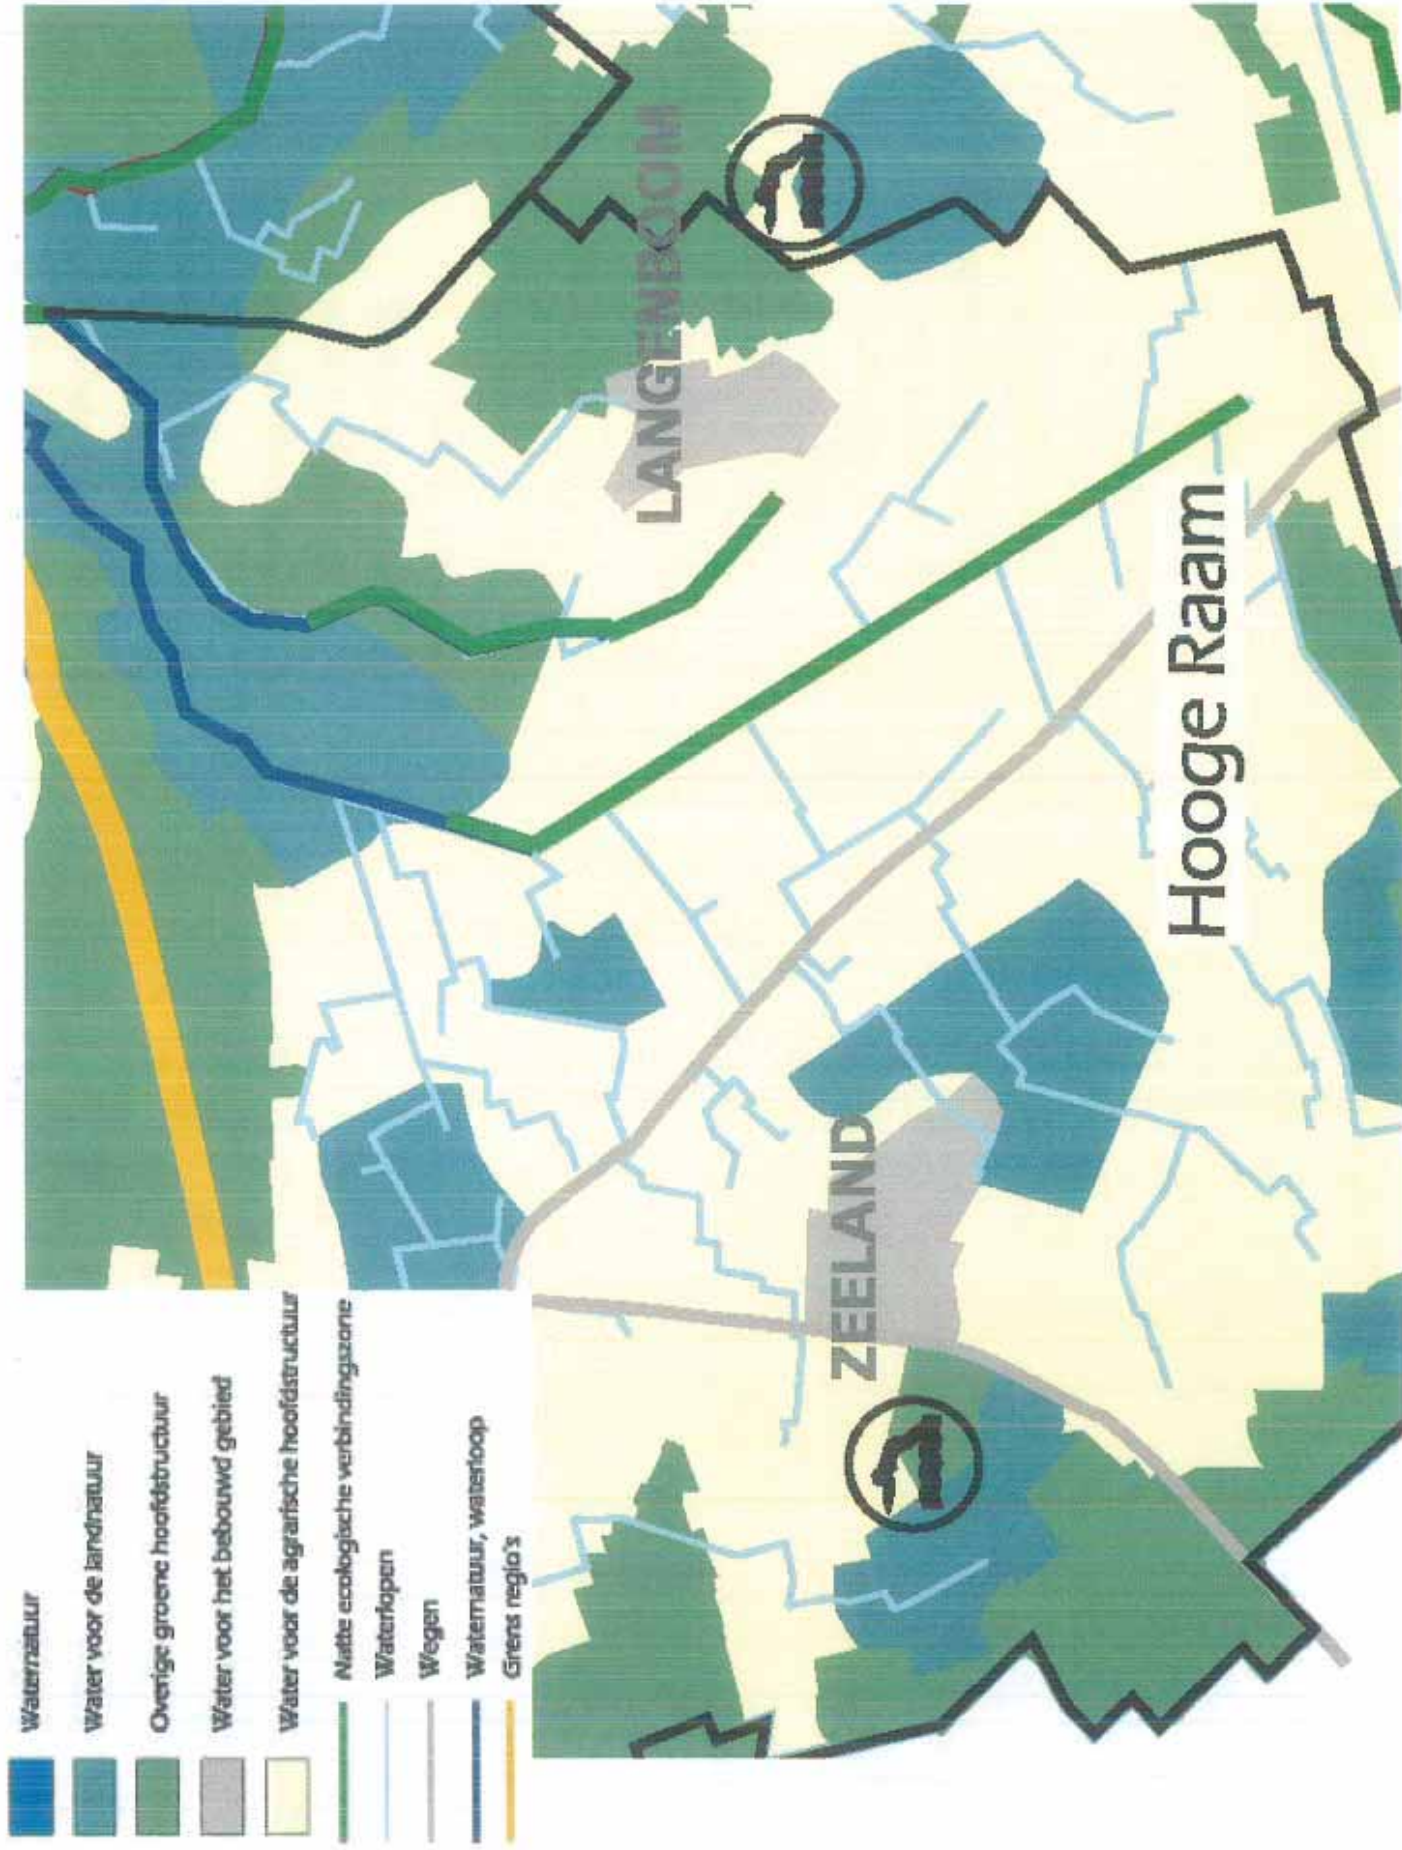 Waternatuur
Water voor de landnatuur
Overige groene hoofdstructuur
Water voor het bebouwd gebied
Water voor de agrarische hoofdstructuur
Natte ecologische verbindingszone
Waterlopen
Wegen
Waternatuur, waterloop
Grens regio's
LANGENBOOM
ZEELAND
Hooge Raam